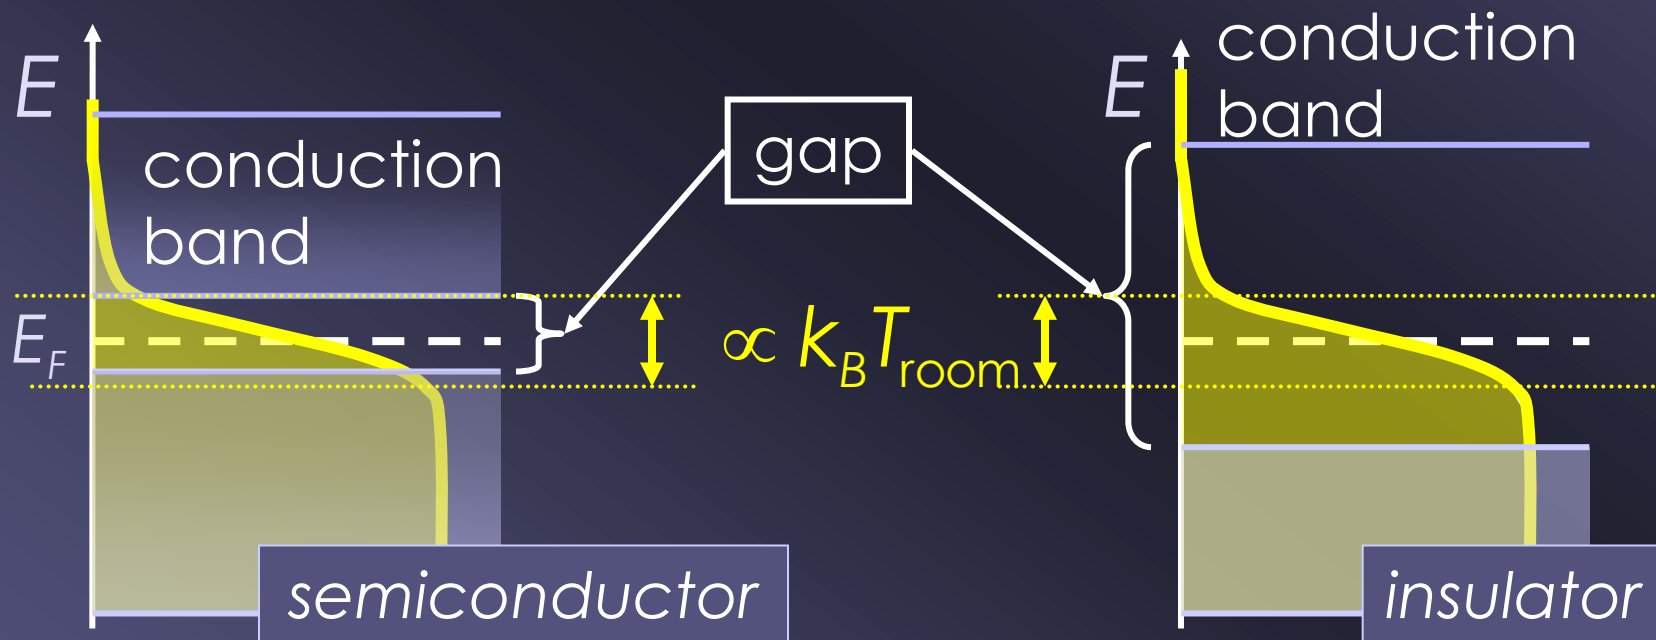 E
conduction
band
E_F
semiconductor
gap
∝ k_B T_room
E
conduction
band
insulator